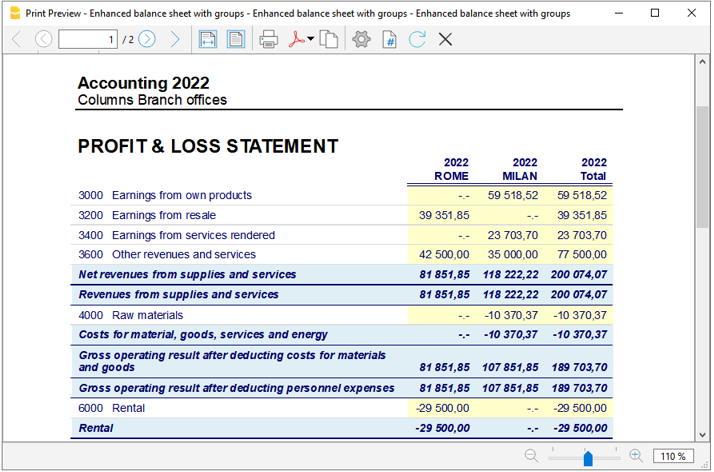 Print Preview - Enhanced balance sheet with groups - Enhanced balance sheet with groups - Enhanced balance sheet with groups
1 / 2
Accounting 2022
Columns Branch offices
PROFIT & LOSS STATEMENT
2022 2022 2022
ROME MILAN Total
3000 Earnings from own products -.- 59 518,52 59 518,52
3200 Earnings from resale 39 351,85 -.- 39 351,85
3400 Earnings from services rendered -.- 23 703,70 23 703,70
3600 Other revenues and services 42 500,00 35 000,00 77 500,00
Net revenues from supplies and services 81 851,85 118 222,22 200 074,07
Revenues from supplies and services 81 851,85 118 222,22 200 074,07
4000 Raw materials -.- -10 370,37 -10 370,37
Costs for material, goods, services and energy -.- -10 370,37 -10 370,37
Gross operating result after deducting costs for materials
and goods 81 851,85 107 851,85 189 703,70
Gross operating result after deducting personnel expenses 81 851,85 107 851,85 189 703,70
6000 Rental -29 500,00 -.- -29 500,00
Rental -29 500,00 -.- -29 500,00
110 %